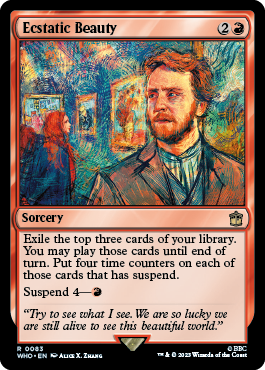 Ecstatic Beauty 2
Sorcery
Exile the top three cards of your library.
You may play those cards until end of
turn. Put four time counters on each of
those cards that has suspend.
Suspend 4—
“Try to see what I see. We are so lucky we
are still alive to see this beautiful world.”
R 0083 © BBC
WHO • EN ALICE X. ZHANG ™ & © 2023 Wizards of the Coast